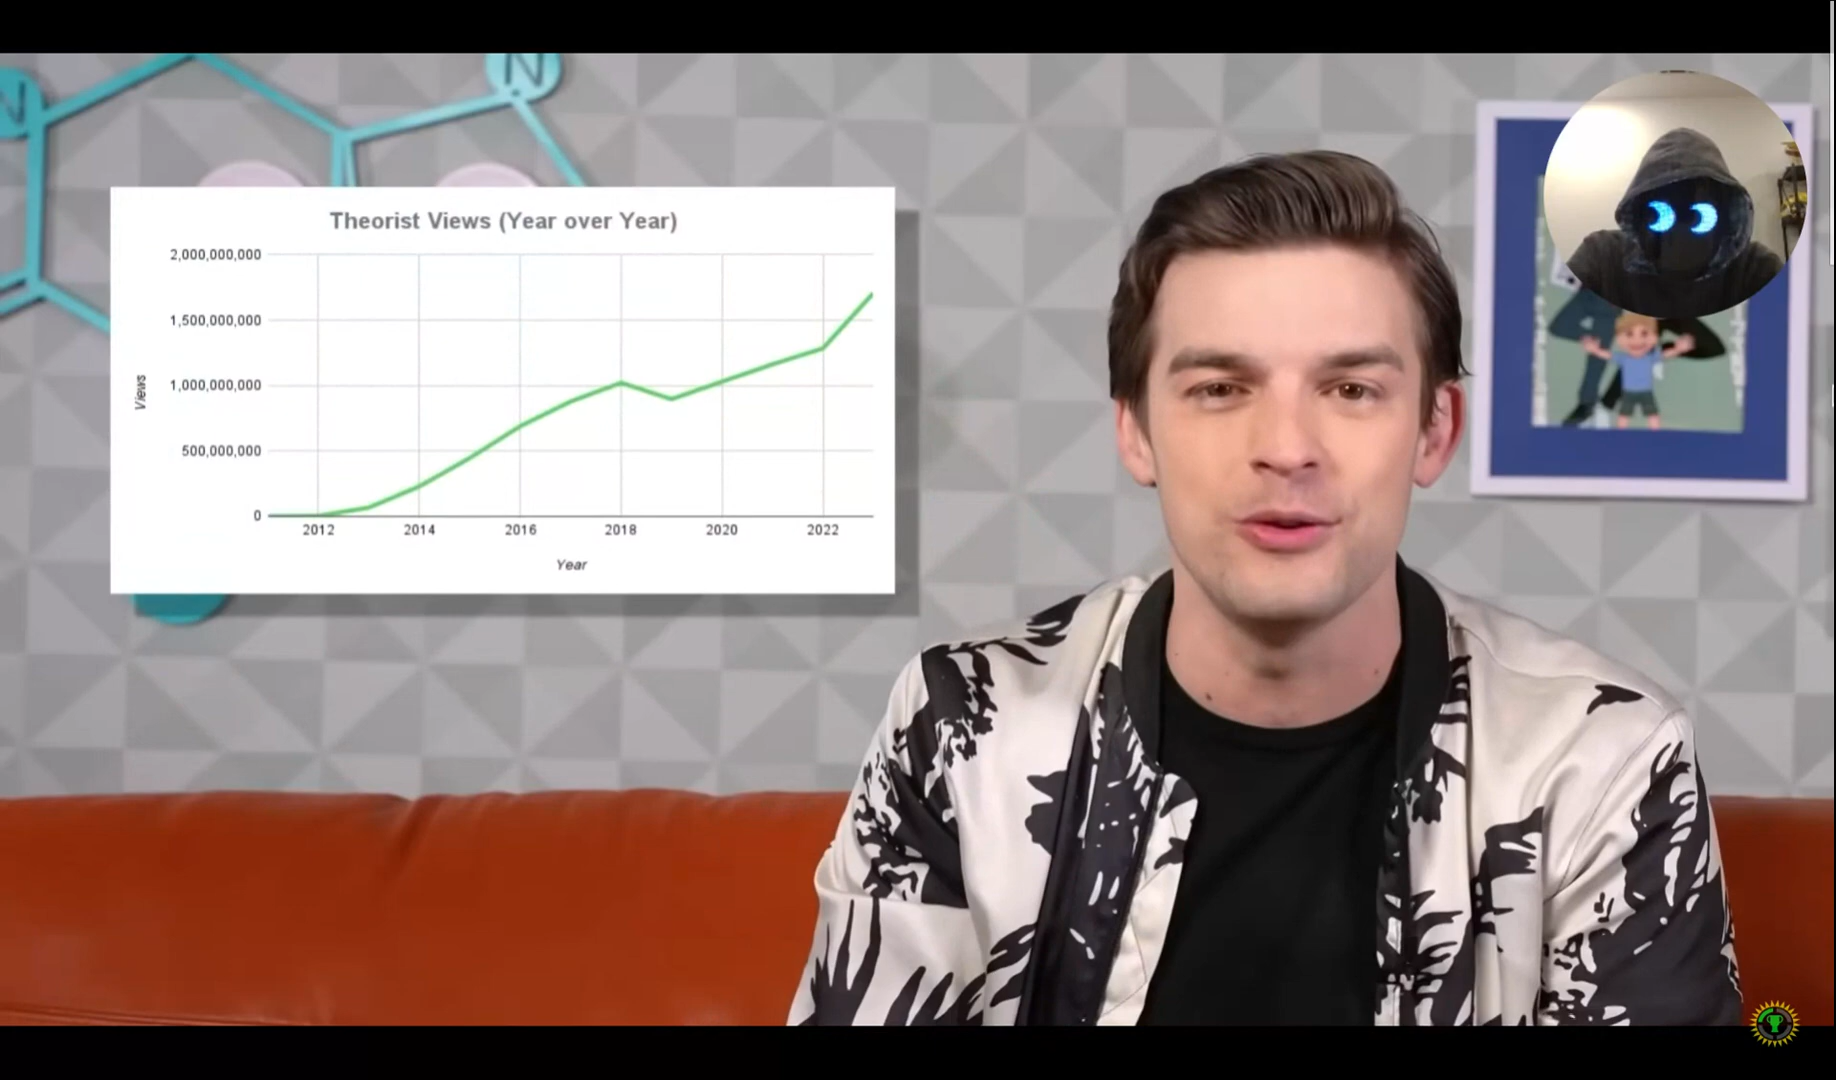 N
N
Theorist Views (Year over Year)
2,000,000,000
1,500,000,000
1,000,000,000
500,000,000
0
Views
2012 2014 2016 2018 2020 2022
Year